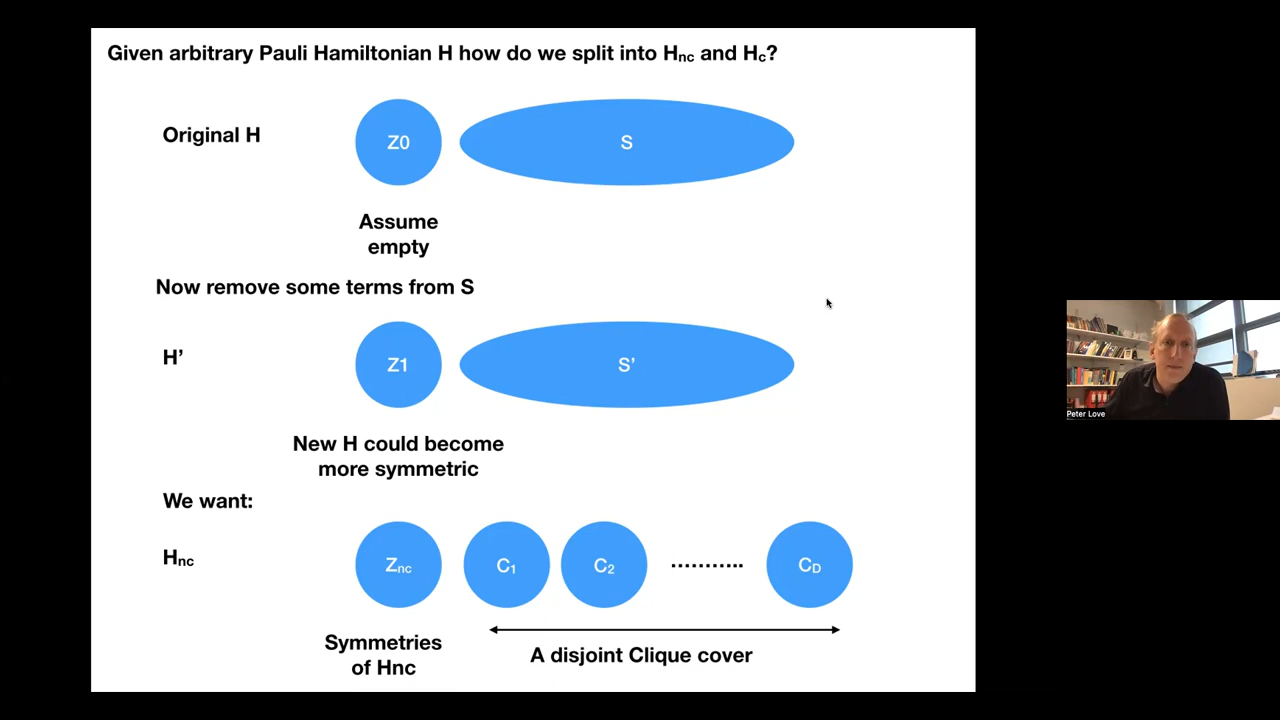 Given arbitrary Pauli Hamiltonian H how do we split into Hnc and Hc?
Original H
Z0
S
Assume
empty
Now remove some terms from S
H’
Z1
S’
New H could become
more symmetric
We want:
Hnc
Znc
C1
C2
...........
CD
Symmetries
of Hnc
A disjoint Clique cover
Peter Love